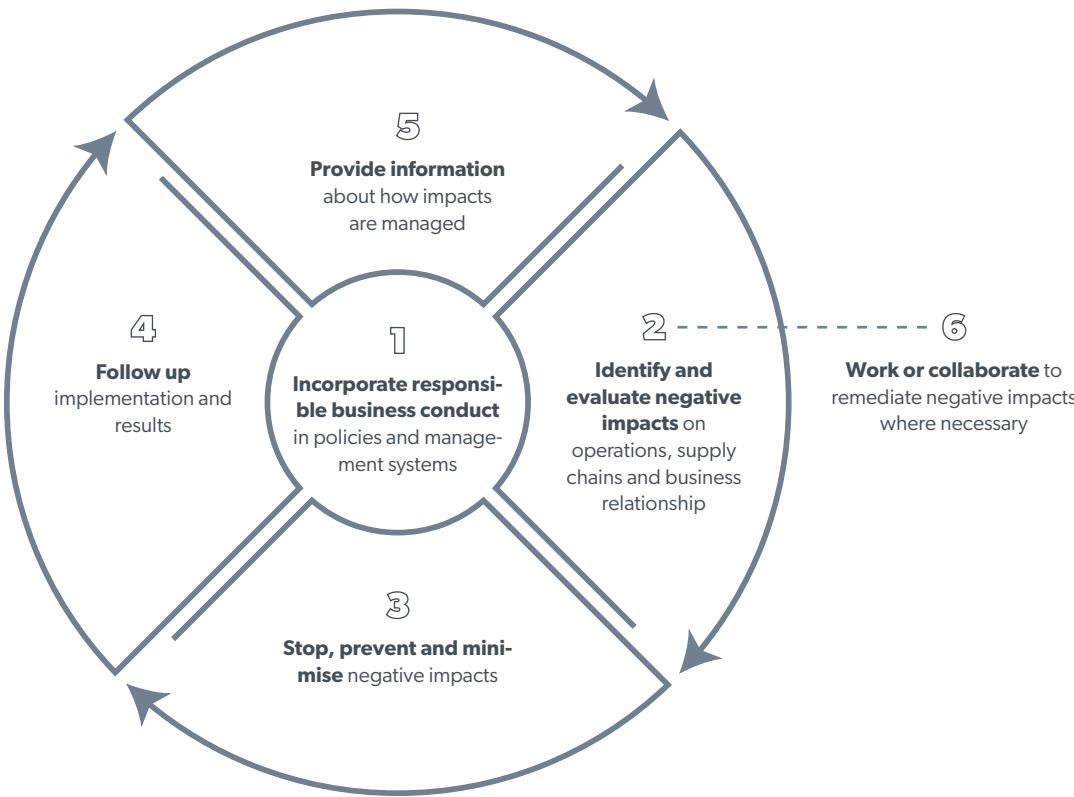 5
Provide information
about how impacts
are managed
4
Follow up
implementation and
results
1
Incorporate responsi-
ble business conduct
in policies and manage-
ment systems
2
Identify and
evaluate negative
impacts on
operations, supply
chains and business
relationship
6
Work or collaborate to
remediate negative impacts
where necessary
3
Stop, prevent and mini-
mise negative impacts